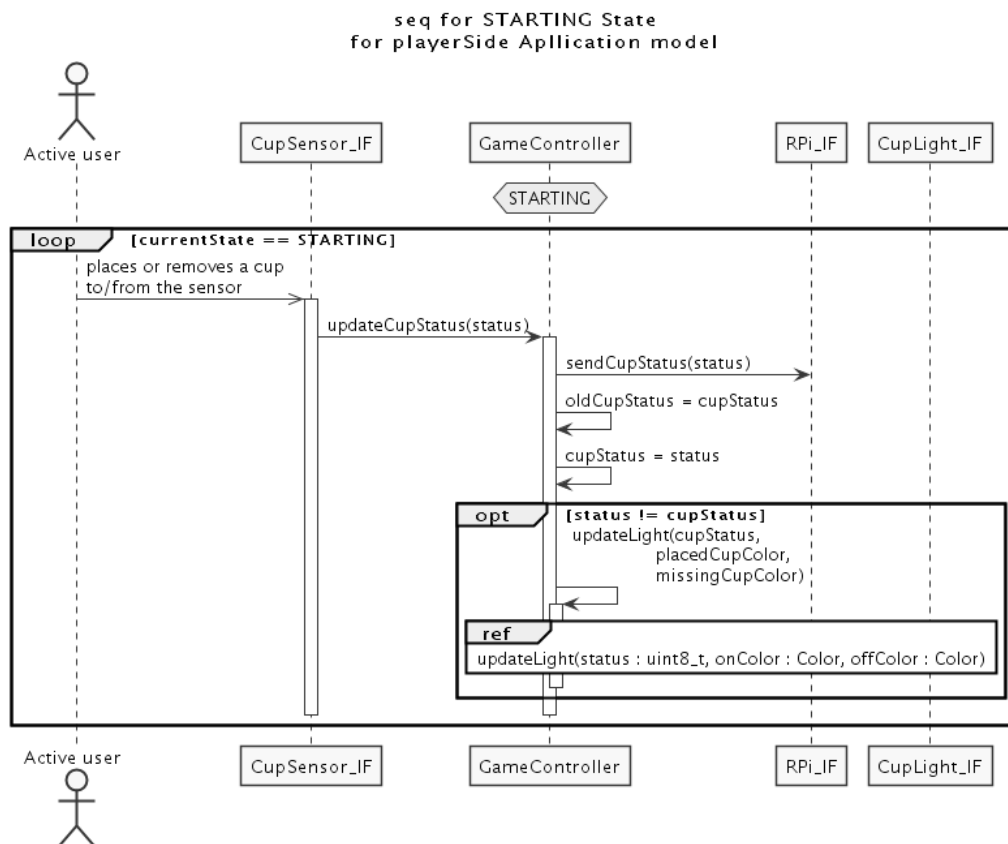 seq for STARTING State
for playerSide Apllication model
Active user
CupSensor_IF
GameController
RPi_IF
CupLight_IF
STARTING
loop
[currentState == STARTING]
places or removes a cup
to/from the sensor
updateCupStatus(status)
sendCupStatus(status)
oldCupStatus = cupStatus
cupStatus = status
opt
[status != cupStatus]
updateLight(cupStatus,
placedCupColor,
missingCupColor)
ref
updateLight(status : uint8_t, onColor : Color, offColor : Color)
Active user
CupSensor_IF
GameController
RPi_IF
CupLight_IF